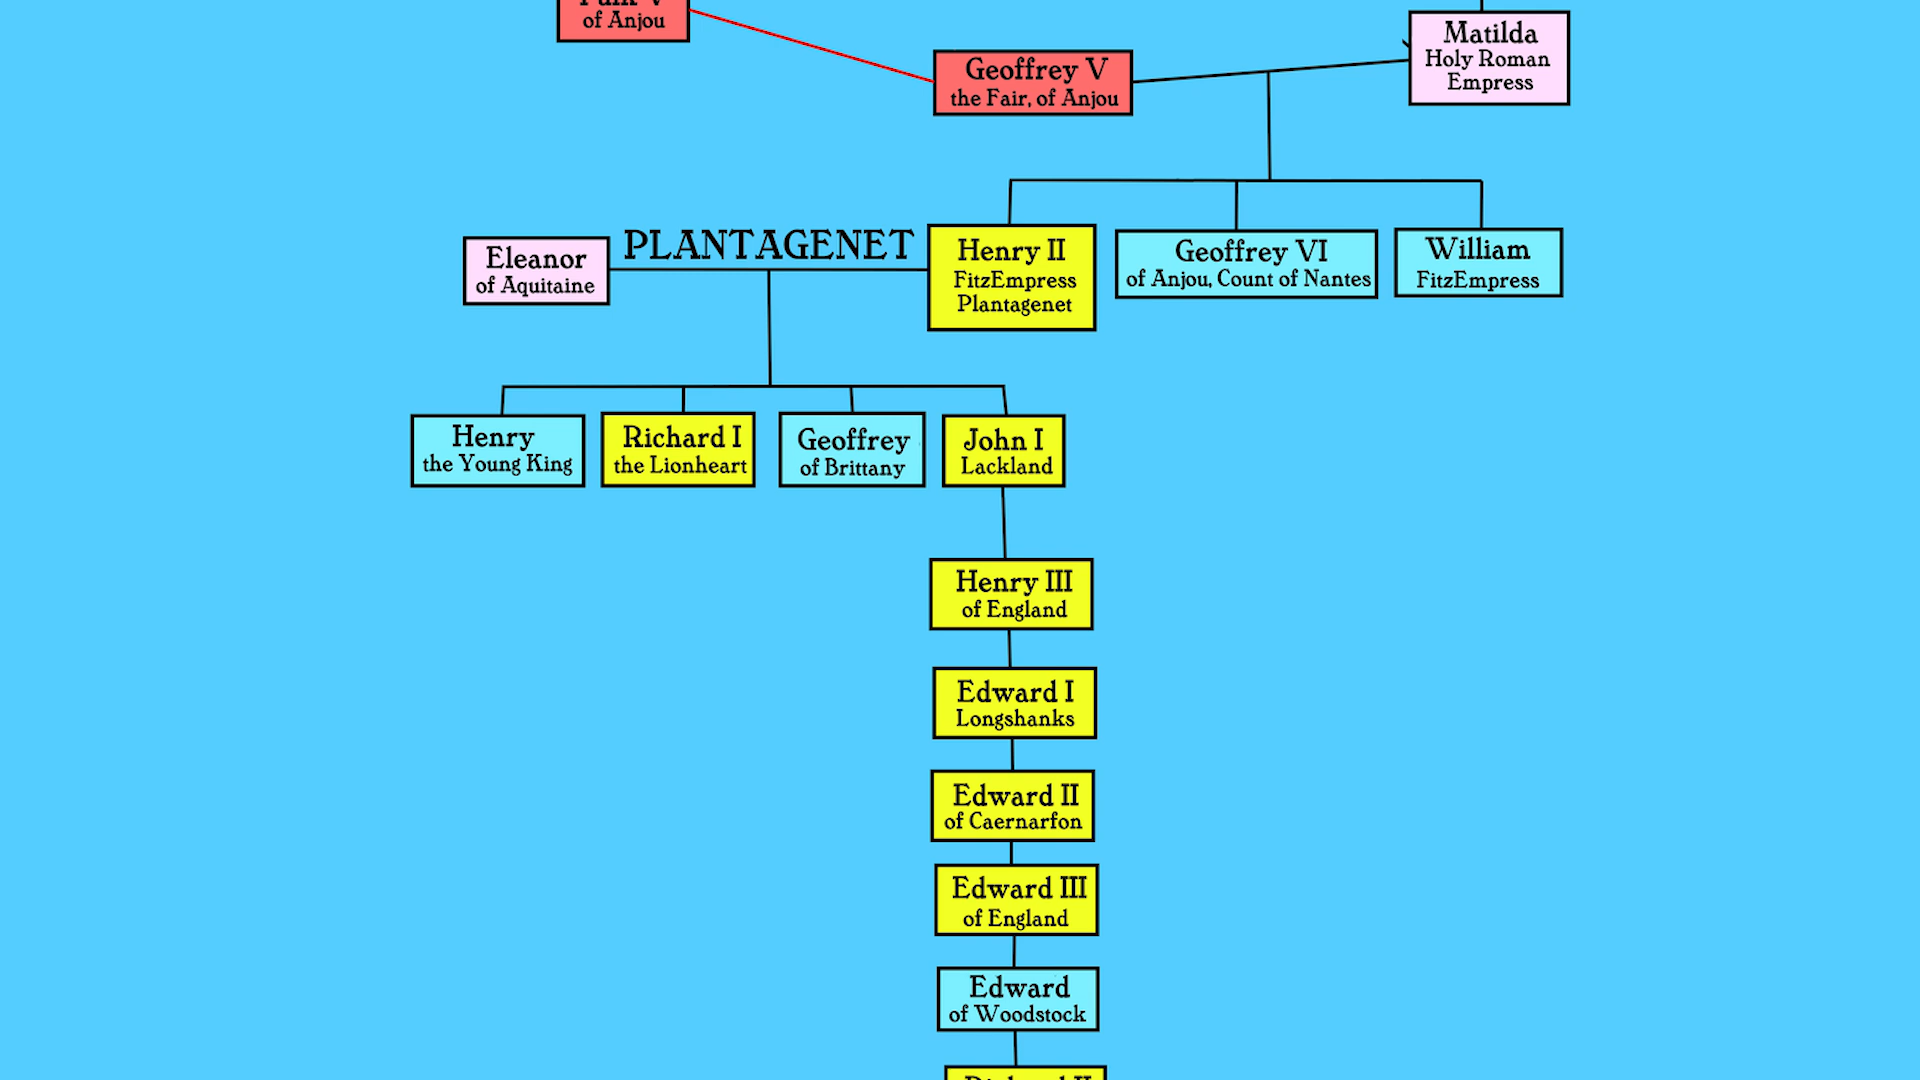 of Anjou
Matilda
Holy Roman
Empress
Geoffrey V
the Fair, of Anjou
PLANTAGENET
Eleanor
of Aquitaine
Henry II
FitzEmpress
Plantagenet
Geoffrey VI
of Anjou, Count of Nantes
William
FitzEmpress
Henry
the Young King
Richard I
the Lionheart
Geoffrey
of Brittany
John I
Lackland
Henry III
of England
Edward I
Longshanks
Edward II
of Caernarfon
Edward III
of England
Edward
of Woodstock